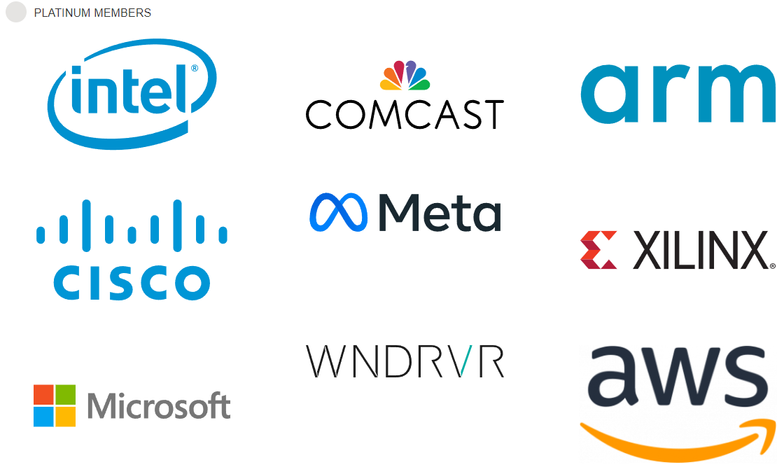 PLATINUM MEMBERS
intel®
COMCAST
arm
CISCO
Meta
XILINX®
Microsoft
WNDRVR
aws